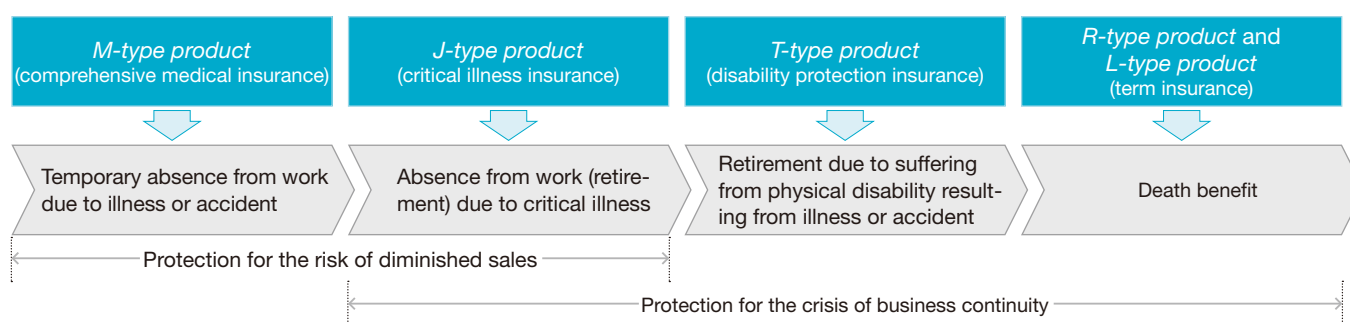 M-type product
(comprehensive medical insurance)
J-type product
(critical illness insurance)
T-type product
(disability protection insurance)
R-type product and
L-type product
(term insurance)
Temporary absence from work
due to illness or accident
Absence from work (retire-
ment) due to critical illness
Retirement due to suffering
from physical disability result-
ing from illness or accident
Death benefit
Protection for the risk of diminished sales
Protection for the crisis of business continuity